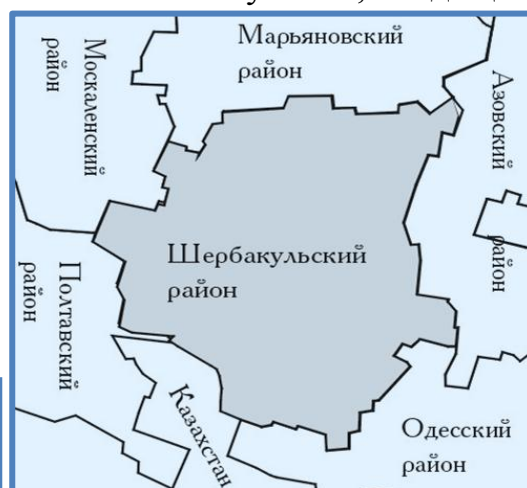 Марьяновский
район
Москаленский
район
Азовский
район
Шербакульский
район
Полтавский
район
Казахстан
Одесский
район